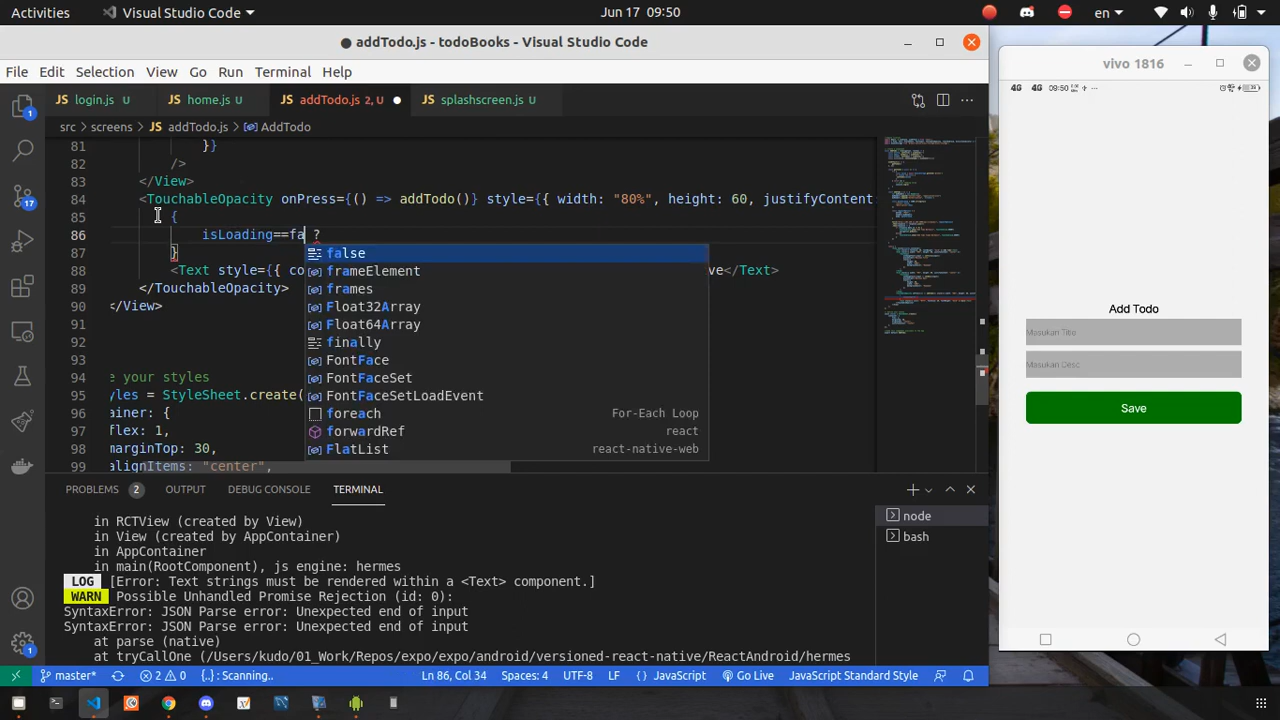 Activities
Visual Studio Code
Jun 17 09:50
en
addTodo.js - todoBooks - Visual Studio Code
vivo 1816
File Edit Selection View Go Run Terminal Help
4G 4G 09:50
JS login.js U
JS home.js U
JS addTodo.js 2, U
JS splashscreen.js U
src > screens > JS addTodo.js > AddTodo
81 }}
82 />
83 </View>
84 <TouchableOpacity onPress={() => addTodo()} style={{ width: "80%", height: 60, justifyContent:
85 {
86 isLoading==fa ?
87 }
88 <Text style={{ co
ve</Text>
89 </TouchableOpacity>
90 </View>
91
92
93
94 e your styles
95 yles = StyleSheet.create(
96 ainer: {
97 flex: 1,
98 marginTop: 30,
99 alignItems: "center",
false
frameElement
frames
Float32Array
Float64Array
finally
FontFace
FontFaceSet
FontFaceSetLoadEvent
foreach For-Each Loop
forwardRef react
FlatList react-native-web
Add Todo
Masukan Title
Masukan Desc
Save
PROBLEMS 2 OUTPUT DEBUG CONSOLE TERMINAL
in RCTView (created by View)
in View (created by AppContainer)
in AppContainer
in main(RootComponent), js engine: hermes
LOG [Error: Text strings must be rendered within a <Text> component.]
WARN Possible Unhandled Promise Rejection (id: 0):
SyntaxError: JSON Parse error: Unexpected end of input
SyntaxError: JSON Parse error: Unexpected end of input
at parse (native)
at tryCallOne (/Users/kudo/01_Work/Repos/expo/expo/android/versioned-react-native/ReactAndroid/hermes
node
bash
1
17
1
master* 2 0 {..} : Scanning.. Ln 86, Col 34 Spaces: 4 UTF-8 LF {} JavaScript Go Live JavaScript Standard Style